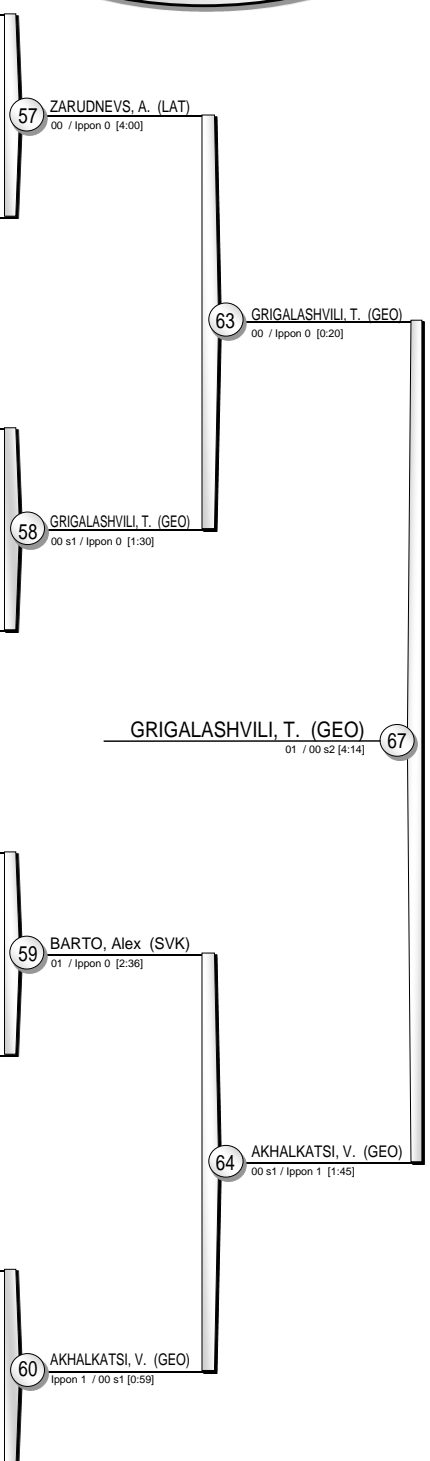 57
ZARUDNEVS, A. (LAT)
00 / Ippon 0 [4:00]
63
GRIGALASHVILI, T. (GEO)
00 / Ippon 0 [0:20]
58
GRIGALASHVILI, T. (GEO)
00 s1 / Ippon 0 [1:30]
GRIGALASHVILI, T. (GEO)
01 / 00 s2 [4:14]
67
59
BARTO, Alex (SVK)
01 / Ippon 0 [2:36]
64
AKHALKATSI, V. (GEO)
00 s1 / Ippon 1 [1:45]
60
AKHALKATSI, V. (GEO)
Ippon 1 / 00 s1 [0:59]